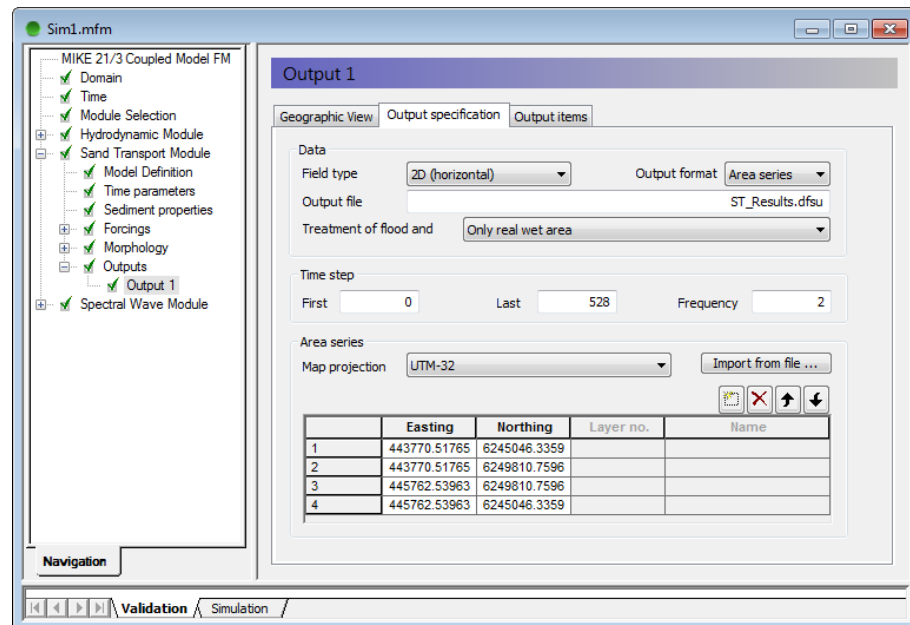 Sim1.mfm
MIKE 21/3 Coupled Model FM
Domain
Time
Module Selection
Hydrodynamic Module
Sand Transport Module
Model Definition
Time parameters
Sediment properties
Forcings
Morphology
Outputs
Output 1
Spectral Wave Module
Navigation
Output 1
Geographic View Output specification Output items
Data
Field type 2D (horizontal) Output format Area series
Output file ST_Results.dfsu
Treatment of flood and Only real wet area
Time step
First 0 Last 528 Frequency 2
Area series
Map projection UTM-32 Import from file ...
Easting Northing Layer no. Name
1 443770.51765 6245046.3359
2 443770.51765 6249810.7596
3 445762.53963 6249810.7596
4 445762.53963 6245046.3359
Validation Simulation